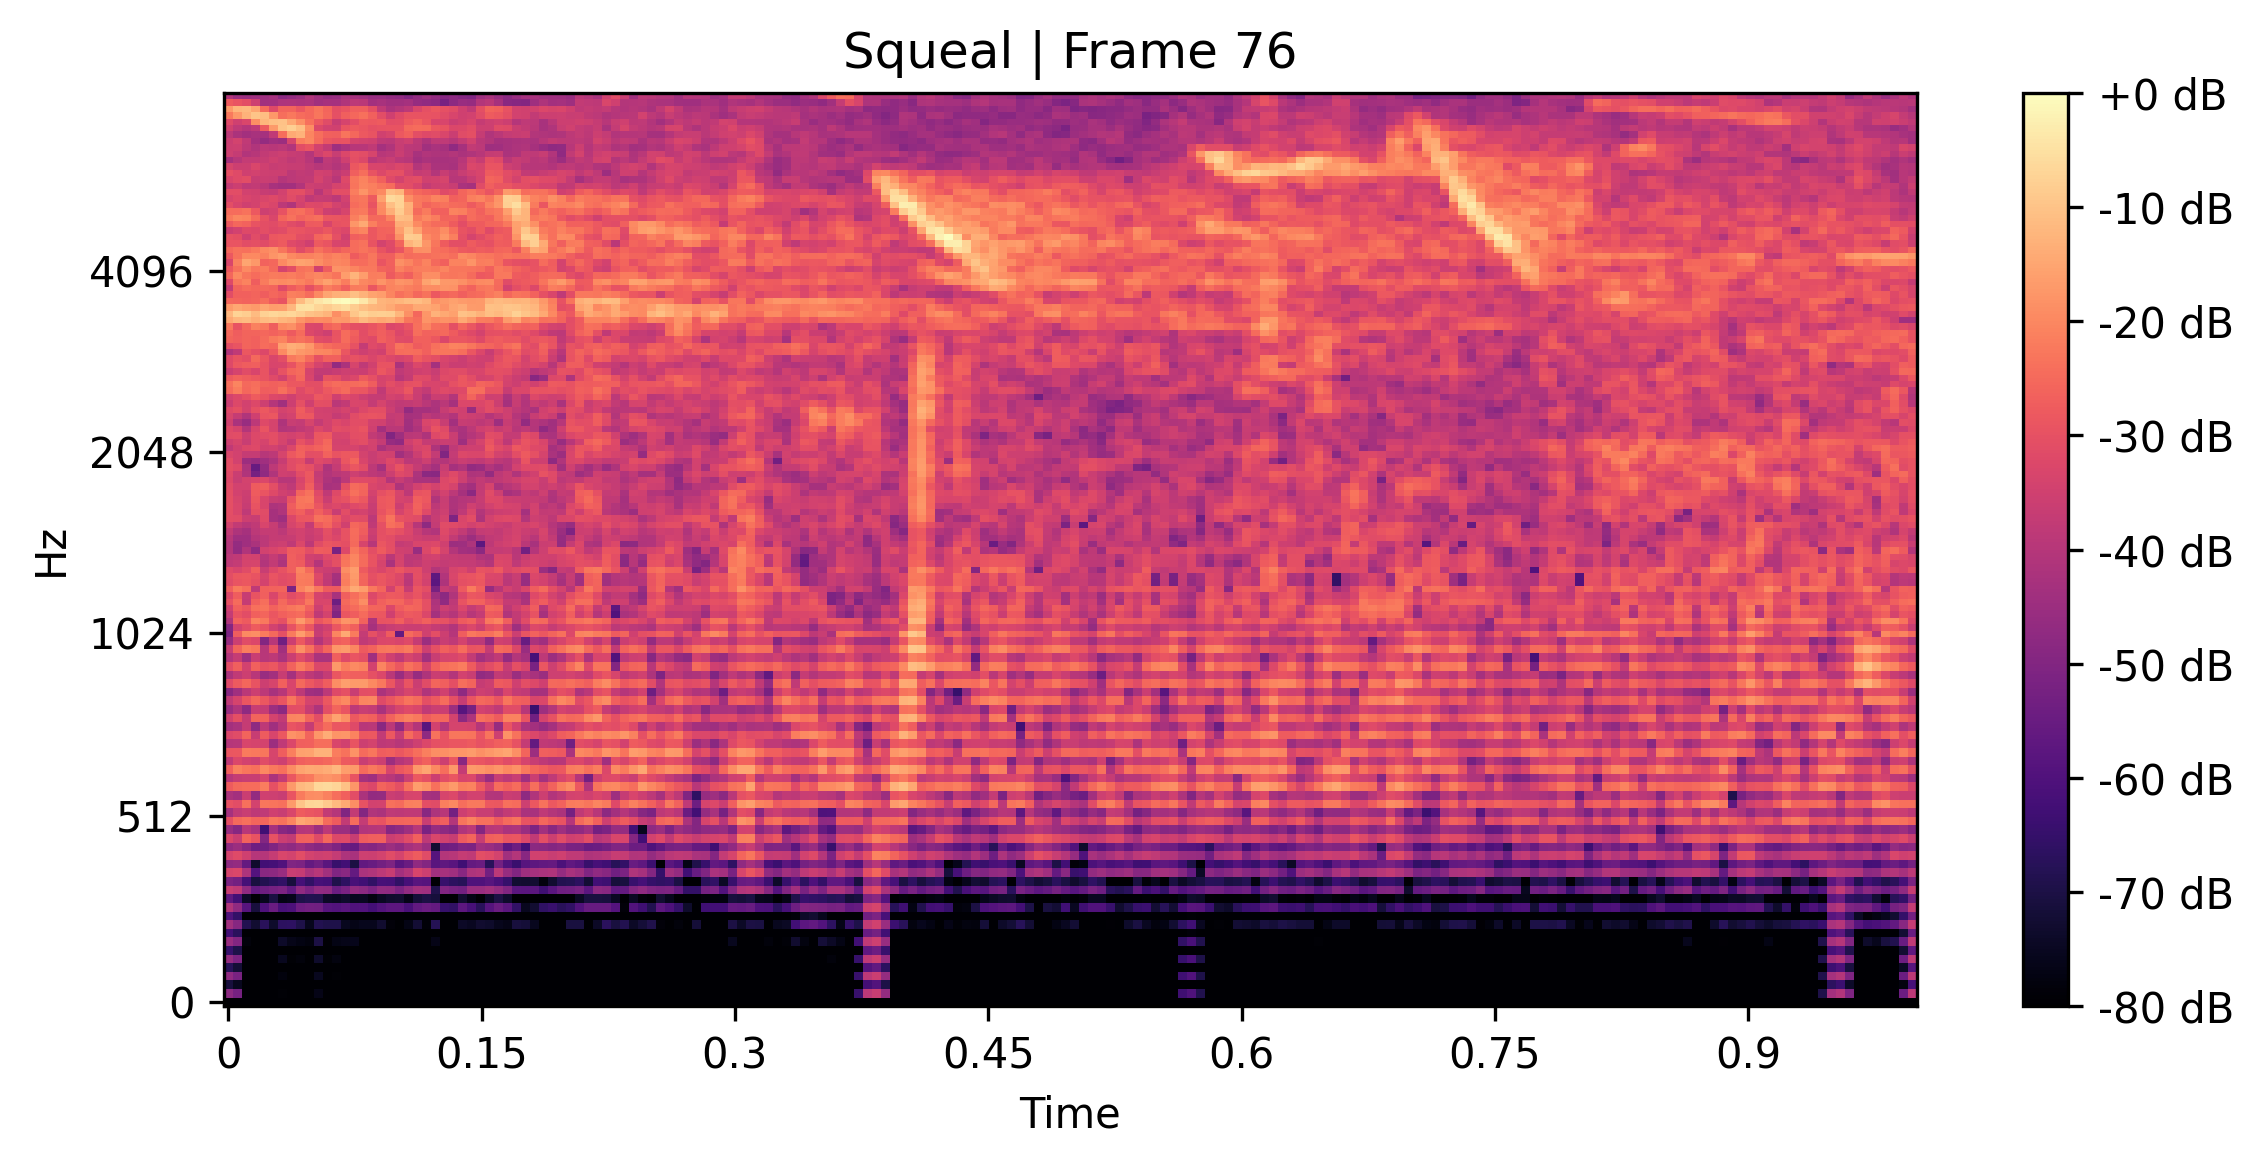 Squeal | Frame 76
+0 dB
-10 dB
-20 dB
-30 dB
-40 dB
-50 dB
-60 dB
-70 dB
-80 dB
4096
2048
1024
512
0
Hz
0 0.15 0.3 0.45 0.6 0.75 0.9
Time